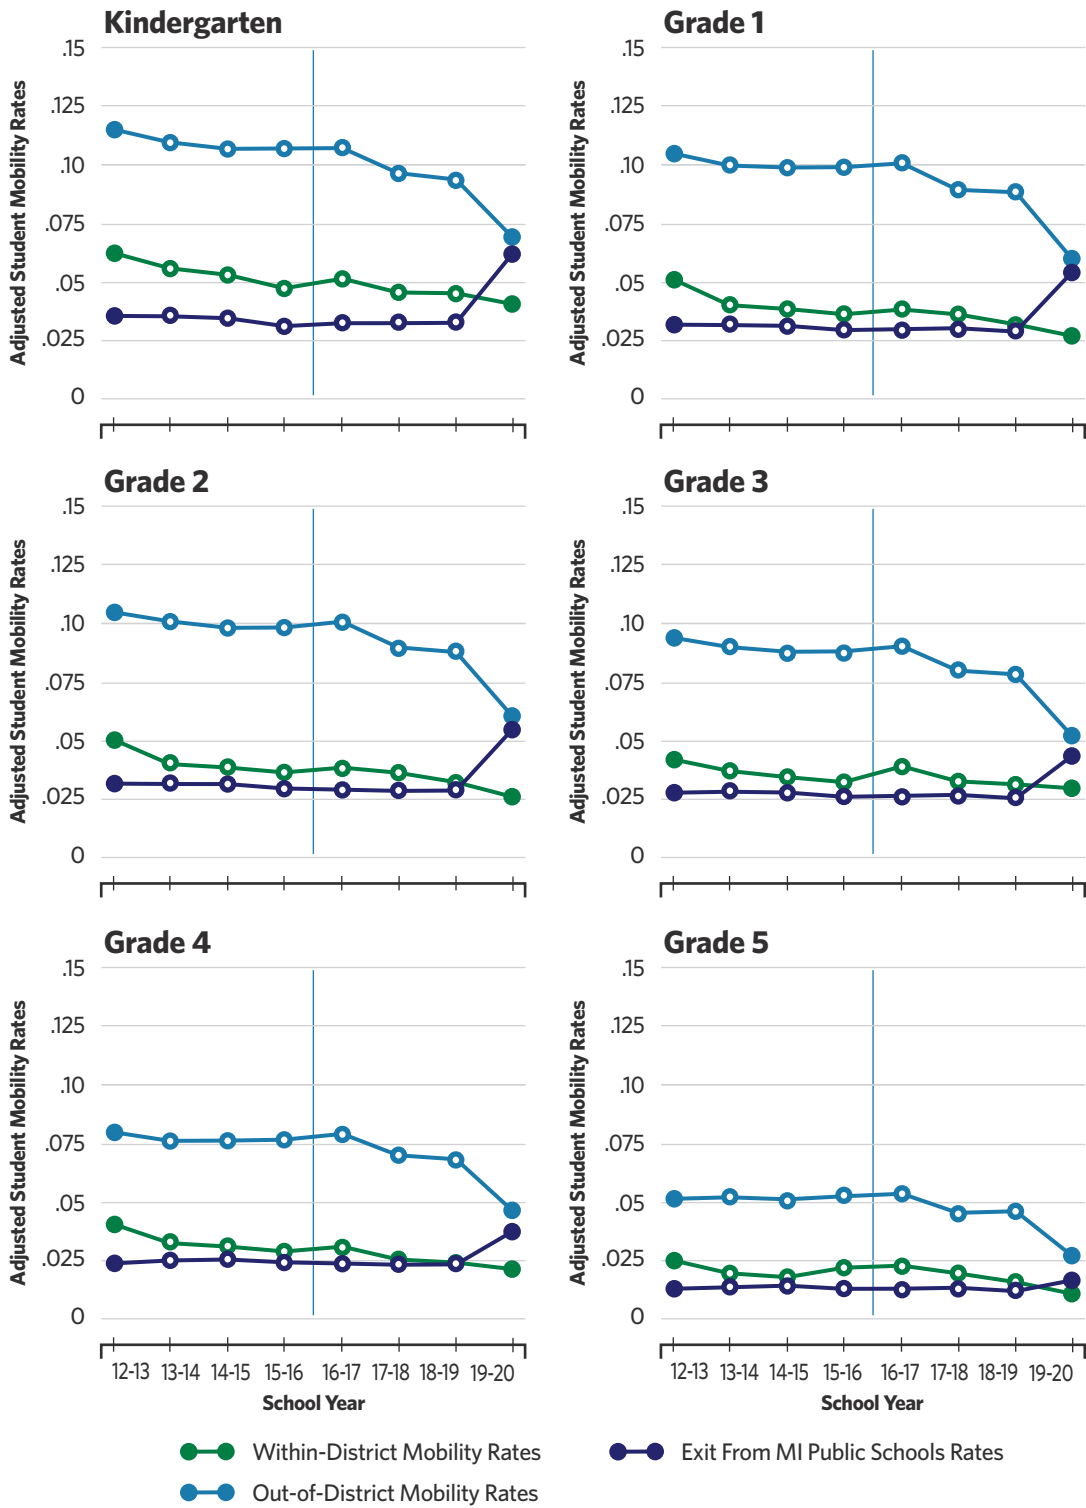 Kindergarten
Adjusted Student Mobility Rates
.15
.125
.10
.075
.05
.025
0
Grade 1
Adjusted Student Mobility Rates
.15
.125
.10
.075
.05
.025
0
Grade 2
Adjusted Student Mobility Rates
.15
.125
.10
.075
.05
.025
0
Grade 3
Adjusted Student Mobility Rates
.15
.125
.10
.075
.05
.025
0
Grade 4
Adjusted Student Mobility Rates
.15
.125
.10
.075
.05
.025
0
12-13 13-14 14-15 15-16 16-17 17-18 18-19 19-20
School Year
Grade 5
Adjusted Student Mobility Rates
.15
.125
.10
.075
.05
.025
0
12-13 13-14 14-15 15-16 16-17 17-18 18-19 19-20
School Year
Within-District Mobility Rates
Exit From MI Public Schools Rates
Out-of-District Mobility Rates